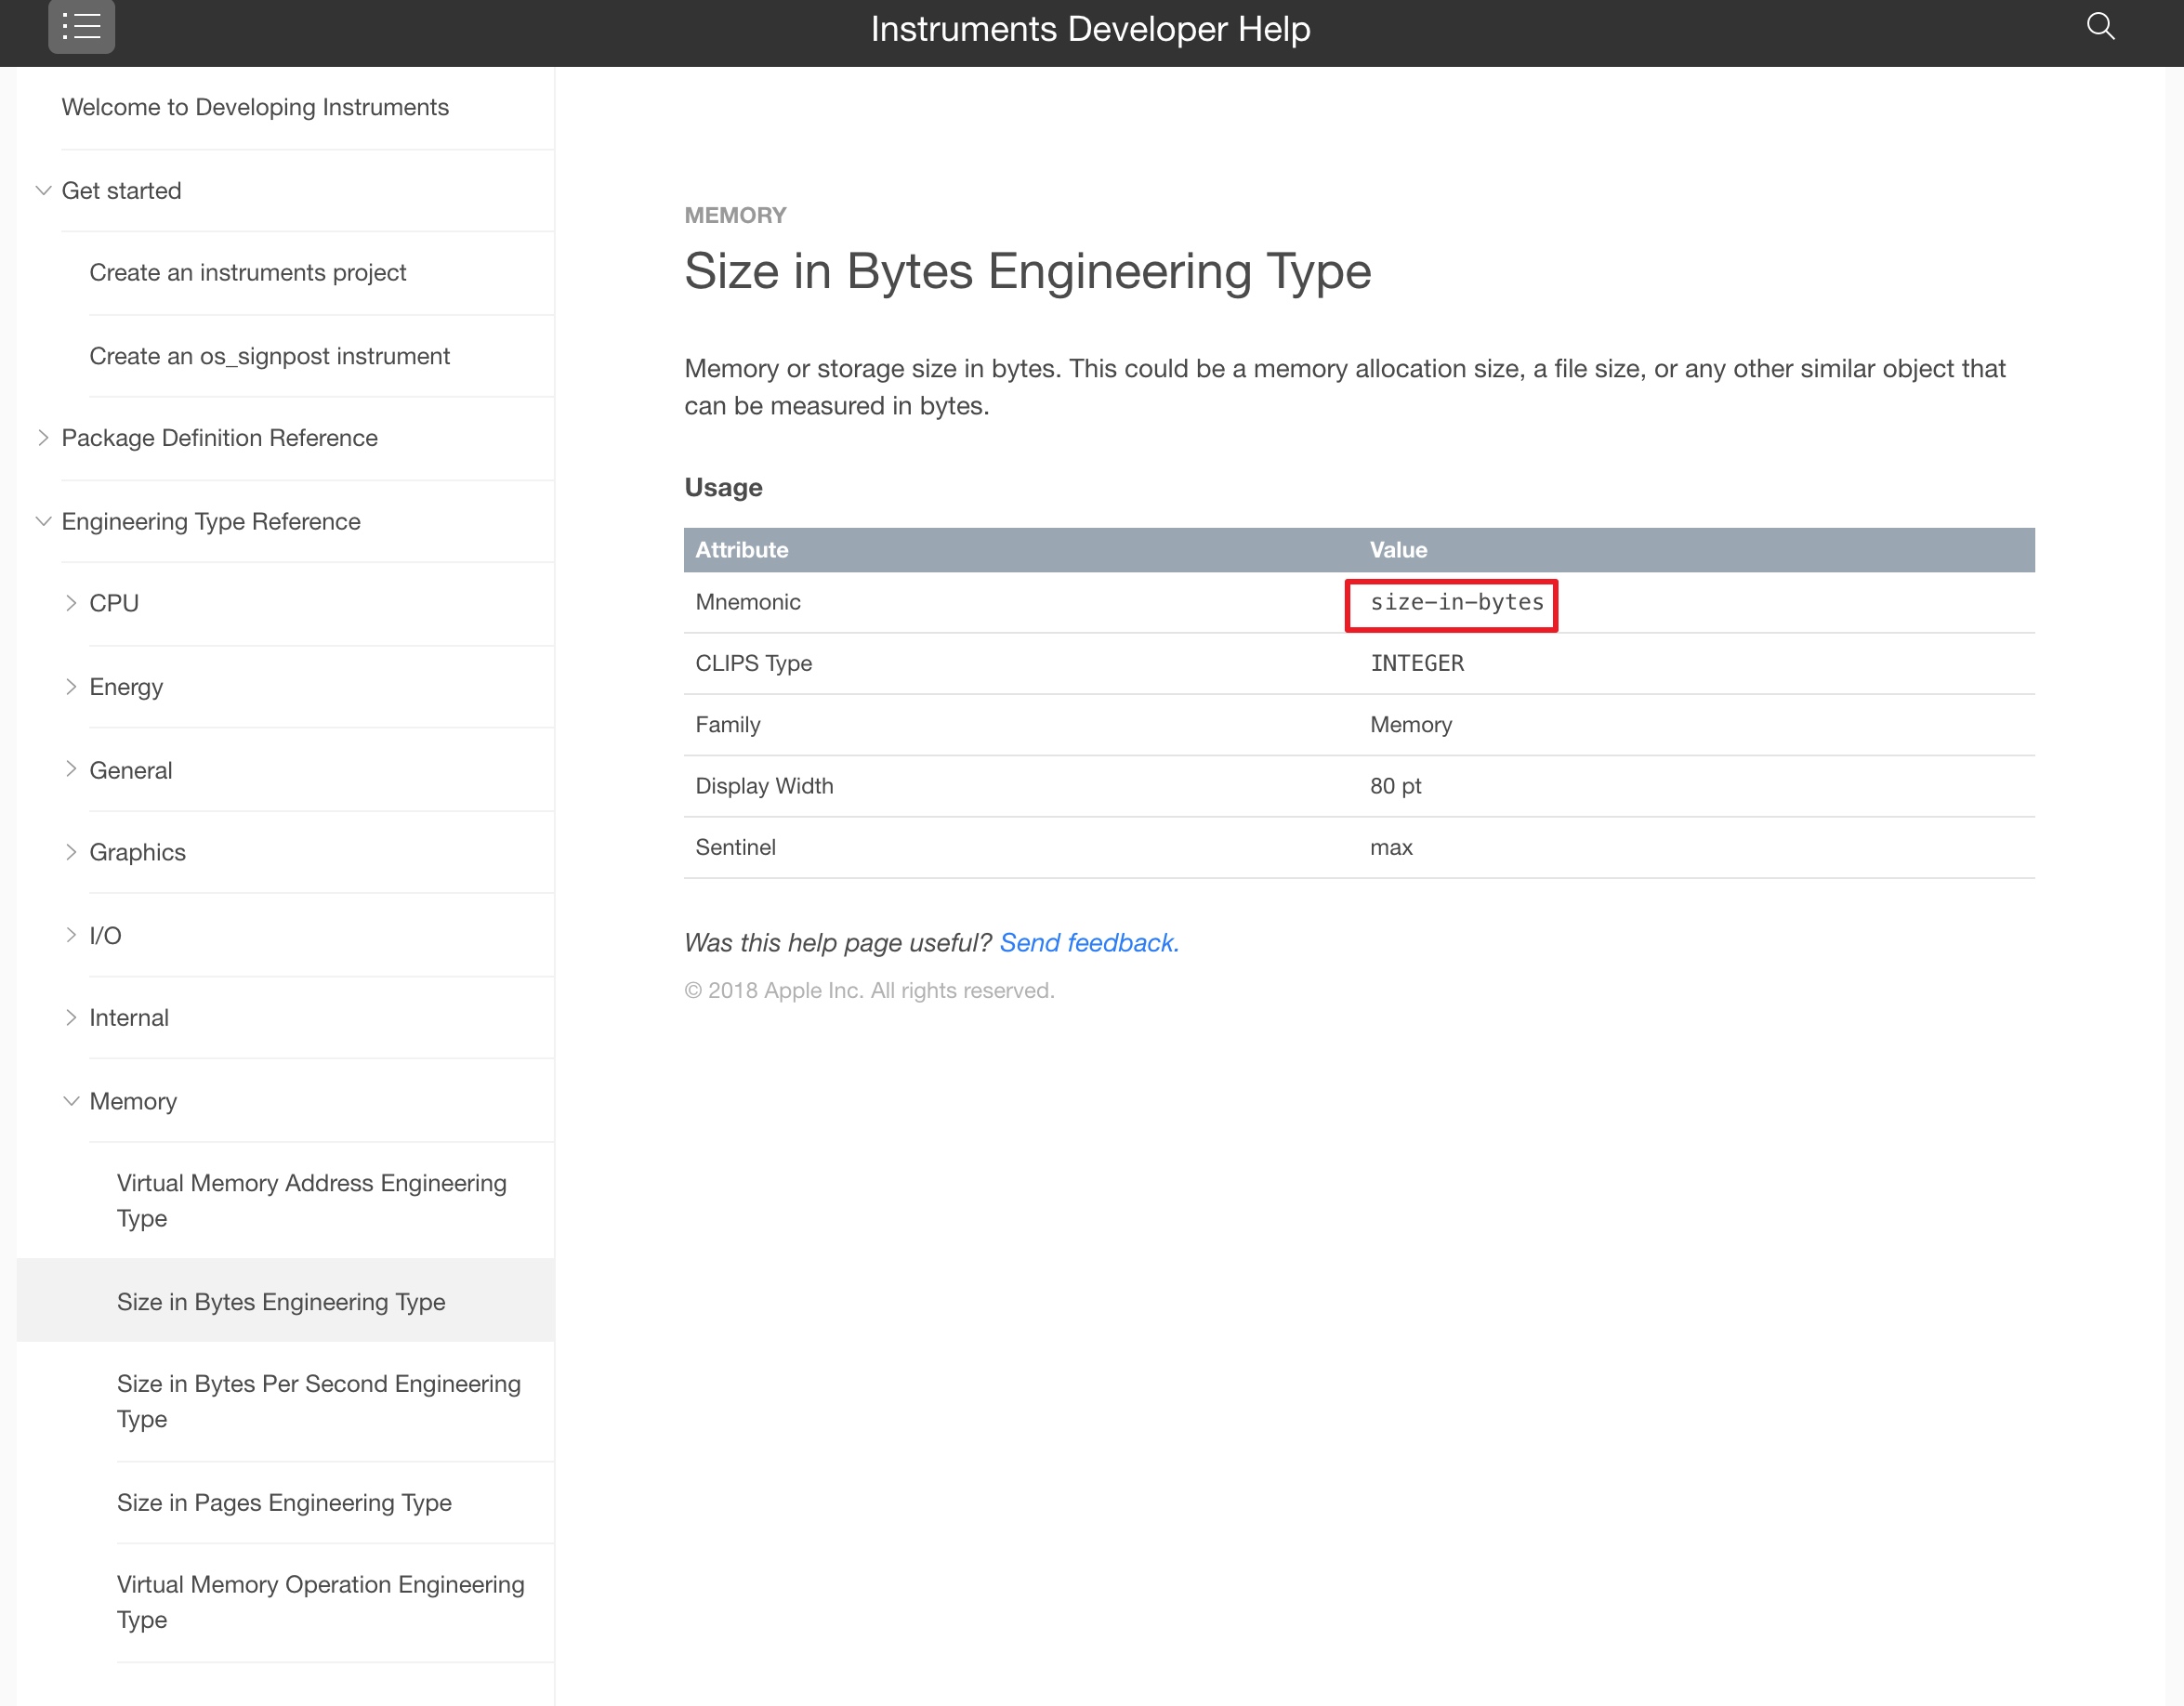 Instruments Developer Help
Welcome to Developing Instruments
Get started
Create an instruments project
Create an os_signpost instrument
Package Definition Reference
Engineering Type Reference
CPU
Energy
General
Graphics
I/O
Internal
Memory
Virtual Memory Address Engineering
Type
Size in Bytes Engineering Type
Size in Bytes Per Second Engineering
Type
Size in Pages Engineering Type
Virtual Memory Operation Engineering
Type
MEMORY
Size in Bytes Engineering Type
Memory or storage size in bytes. This could be a memory allocation size, a file size, or any other similar object that
can be measured in bytes.
Usage
Attribute Value
Mnemonic size-in-bytes
CLIPS Type INTEGER
Family Memory
Display Width 80 pt
Sentinel max
Was this help page useful? Send feedback.
© 2018 Apple Inc. All rights reserved.